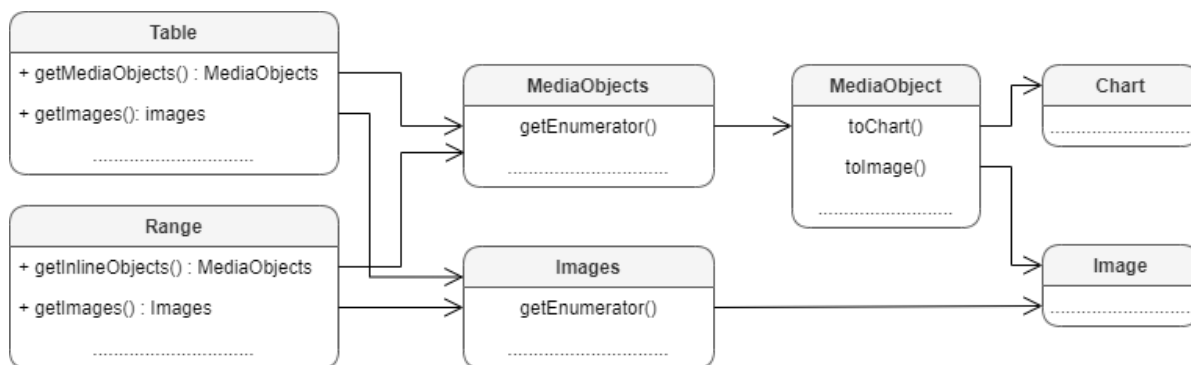 Table
+ getMediaObjects() : MediaObjects
+ getImages(): images
................................
Range
+ getInlineObjects() : MediaObjects
+ getImages() : Images
................................
MediaObjects
getEnumerator()
................................
Images
getEnumerator()
................................
MediaObject
toChart()
toImage()
...........................
Chart
............................
Image
............................